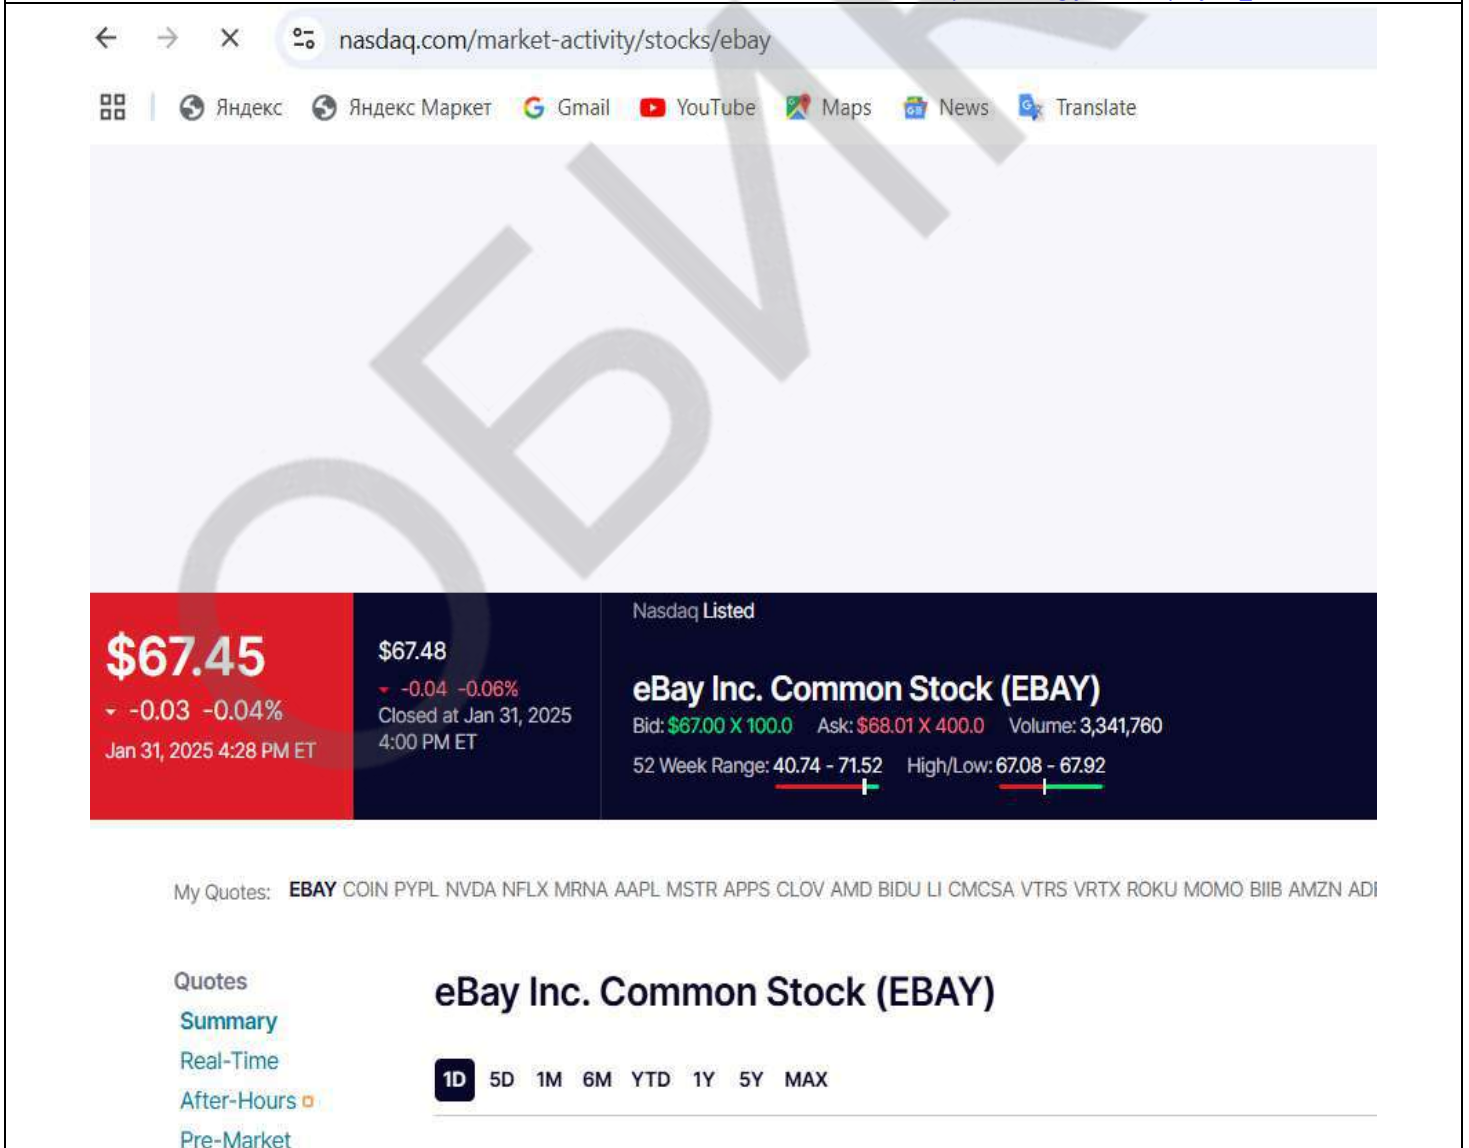 nasdaq.com/market-activity/stocks/ebay
Яндекс Яндекс Маркет Gmail YouTube Maps News Translate
ОБИК
Nasdaq Listed
$67.45
-0.03 -0.04%
Jan 31, 2025 4:28 PM ET
$67.48
-0.04 -0.06%
Closed at Jan 31, 2025
4:00 PM ET
eBay Inc. Common Stock (EBAY)
Bid: $67.00 X 100.0 Ask: $68.01 X 400.0 Volume: 3,341,760
52 Week Range: 40.74 - 71.52 High/Low: 67.08 - 67.92
My Quotes: EBAY COIN PYPL NVDA NFLX MRNA AAPL MSTR APPS CLOV AMD BIDU LI CMCSA VTRS VRTX ROKU MOMO BIIB AMZN
Quotes
Summary
Real-Time
After-Hours
Pre-Market
eBay Inc. Common Stock (EBAY)
1D 5D 1M 6M YTD 1Y 5Y MAX